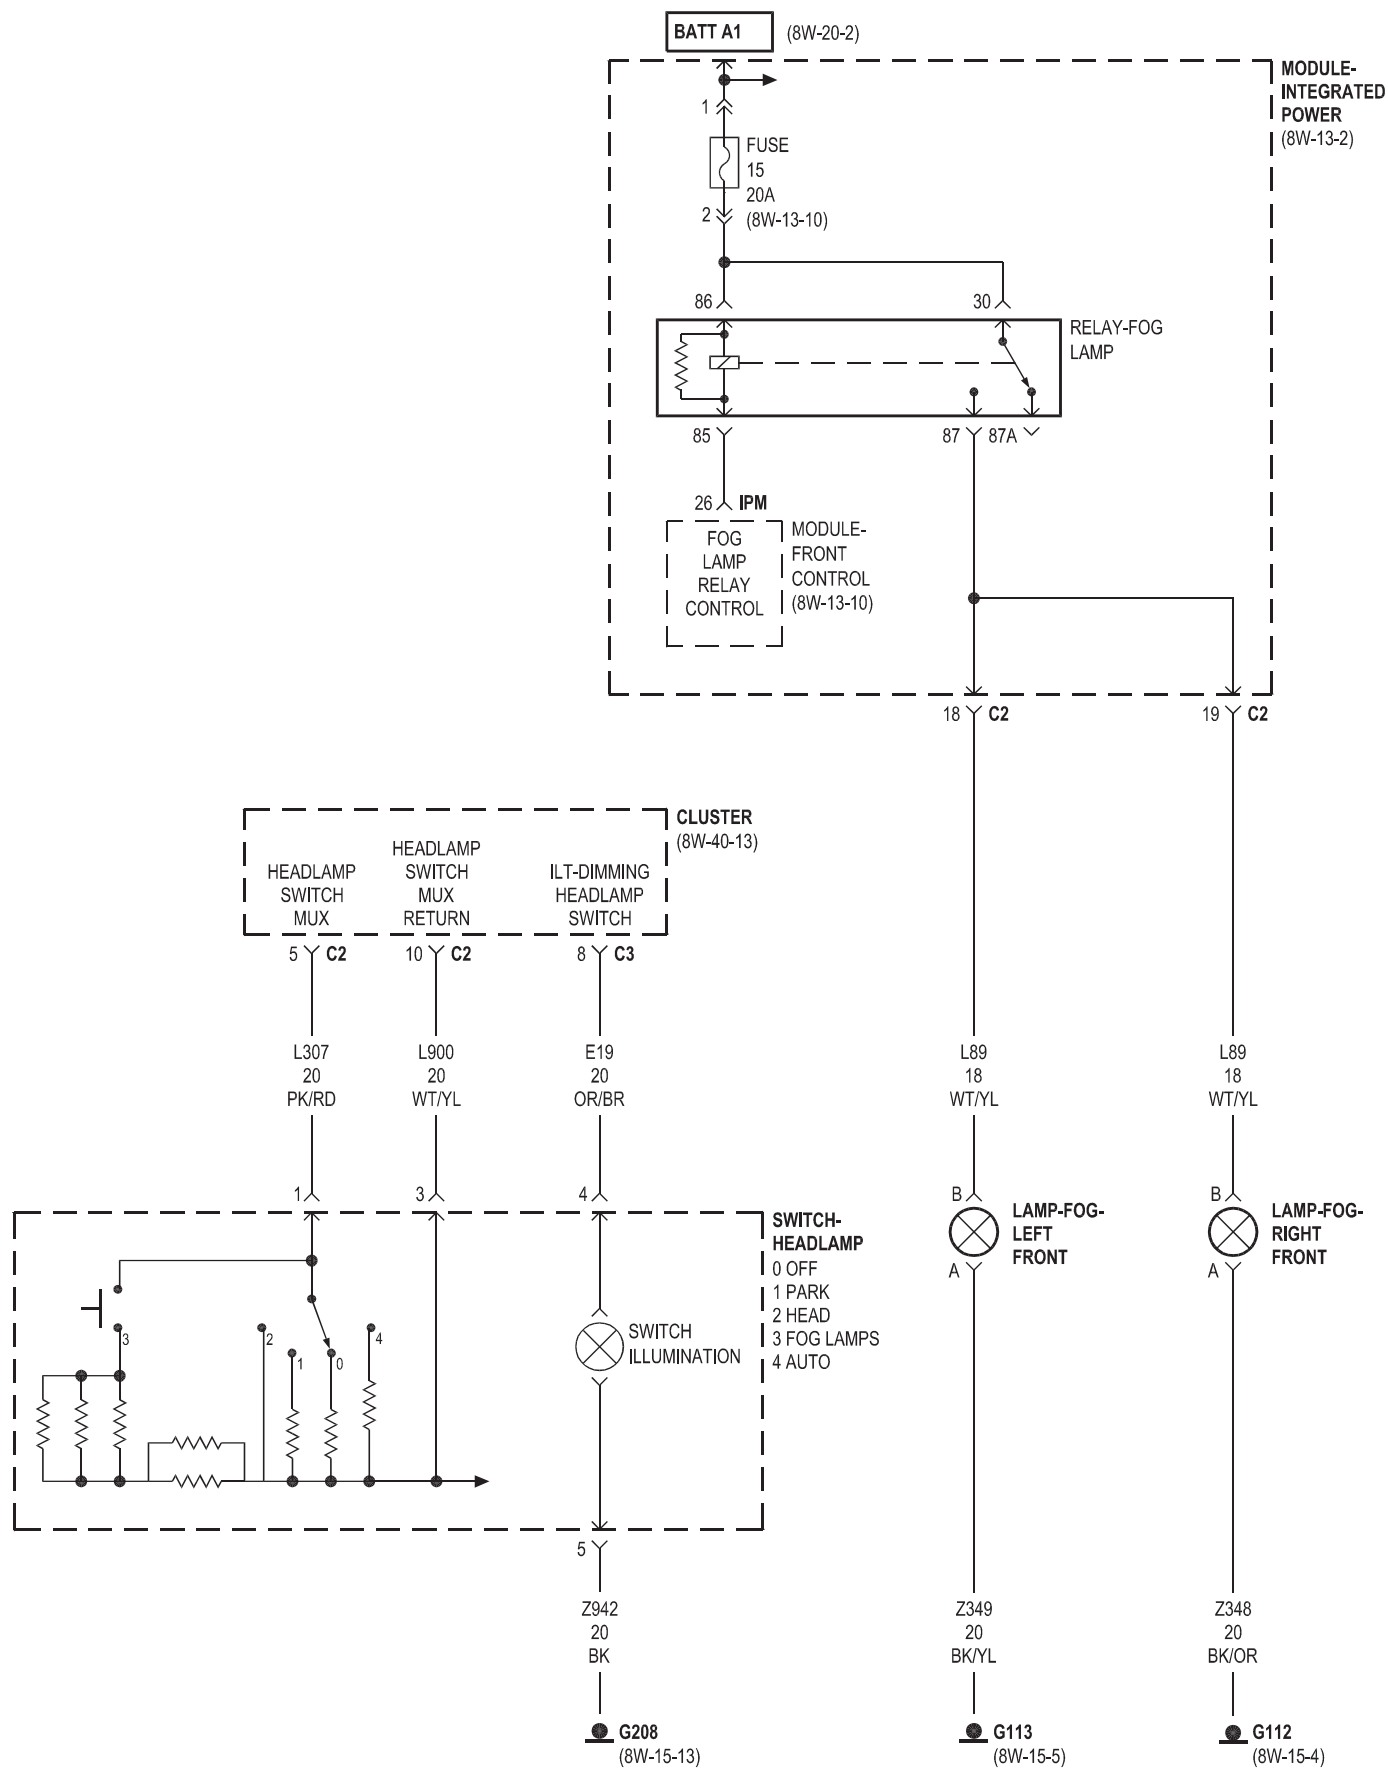 BATT A1 (8W-20-2)
MODULE-
INTEGRATED
POWER
(8W-13-2)
1
FUSE
15
20A
(8W-13-10)
2
86
30
RELAY-FOG
LAMP
85
87
87A
26 IPM
FOG
LAMP
RELAY
CONTROL
MODULE-
FRONT
CONTROL
(8W-13-10)
18 C2
19 C2
CLUSTER
(8W-40-13)
HEADLAMP
SWITCH
MUX
HEADLAMP
SWITCH
MUX
RETURN
ILT-DIMMING
HEADLAMP
SWITCH
5 C2
10 C2
8 C3
L307
20
PK/RD
L900
20
WT/YL
E19
20
OR/BR
L89
18
WT/YL
L89
18
WT/YL
1
3
4
B
B
SWITCH-
HEADLAMP
0 OFF
1 PARK
2 HEAD
3 FOG LAMPS
4 AUTO
LAMP-FOG-
LEFT
FRONT
LAMP-FOG-
RIGHT
FRONT
A
A
3
2
1
0
4
SWITCH
ILLUMINATION
5
Z942
20
BK
Z349
20
BK/YL
Z348
20
BK/OR
G208
(8W-15-13)
G113
(8W-15-5)
G112
(8W-15-4)